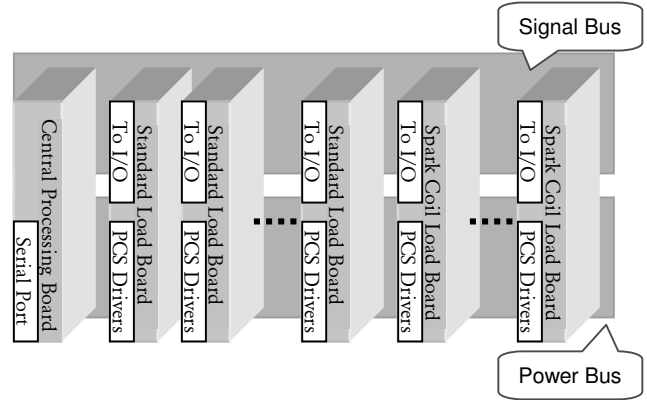 Signal Bus
Central Processing Board
Serial Port
To I/O
Standard Load Board
PCS Drivers
To I/O
Standard Load Board
PCS Drivers
To I/O
Standard Load Board
PCS Drivers
To I/O
Spark Coil Load Board
PCS Drivers
To I/O
Spark Coil Load Board
PCS Drivers
Power Bus